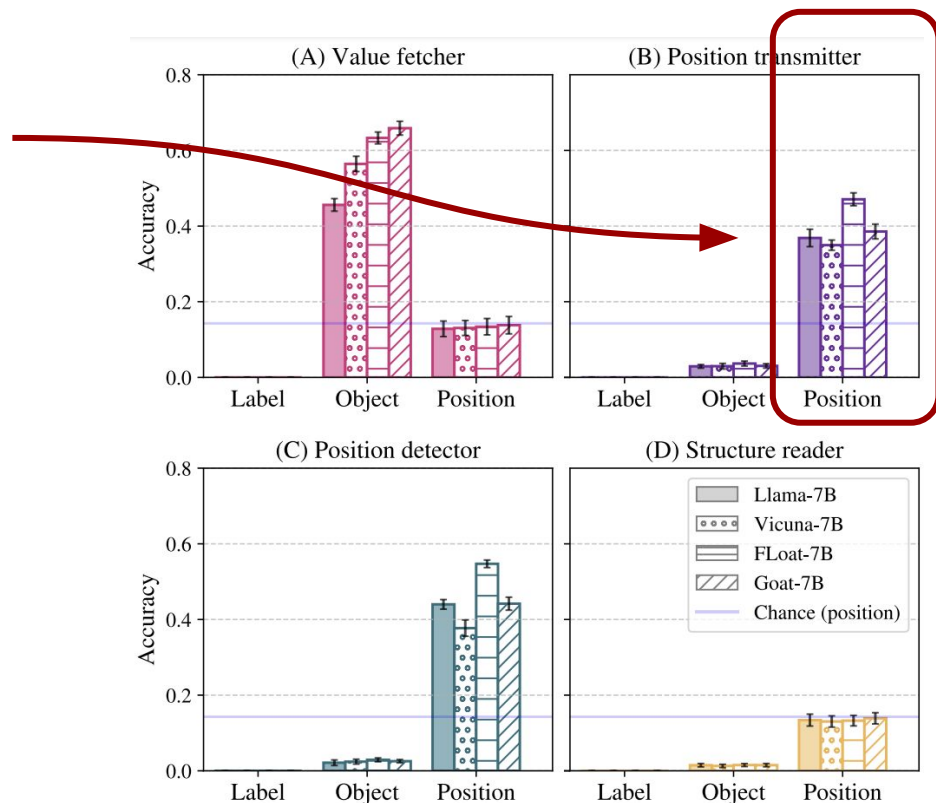 (A) Value fetcher
(B) Position transmitter
0.8
0.6
0.4
0.2
0.0
Accuracy
Label
Object
Position
Label
Object
Position
(C) Position detector
(D) Structure reader
0.8
0.6
0.4
0.2
0.0
Accuracy
Llama-7B
Vicuna-7B
FLoat-7B
Goat-7B
Chance (position)
Label
Object
Position
Label
Object
Position